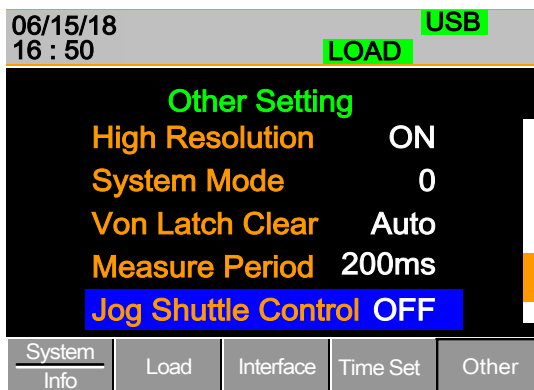 06/15/18
USB
16 : 50
LOAD
Other Setting
High Resolution ON
System Mode 0
Von Latch Clear Auto
Measure Period 200ms
Jog Shuttle Control OFF
System
Info
Load
Interface
Time Set
Other